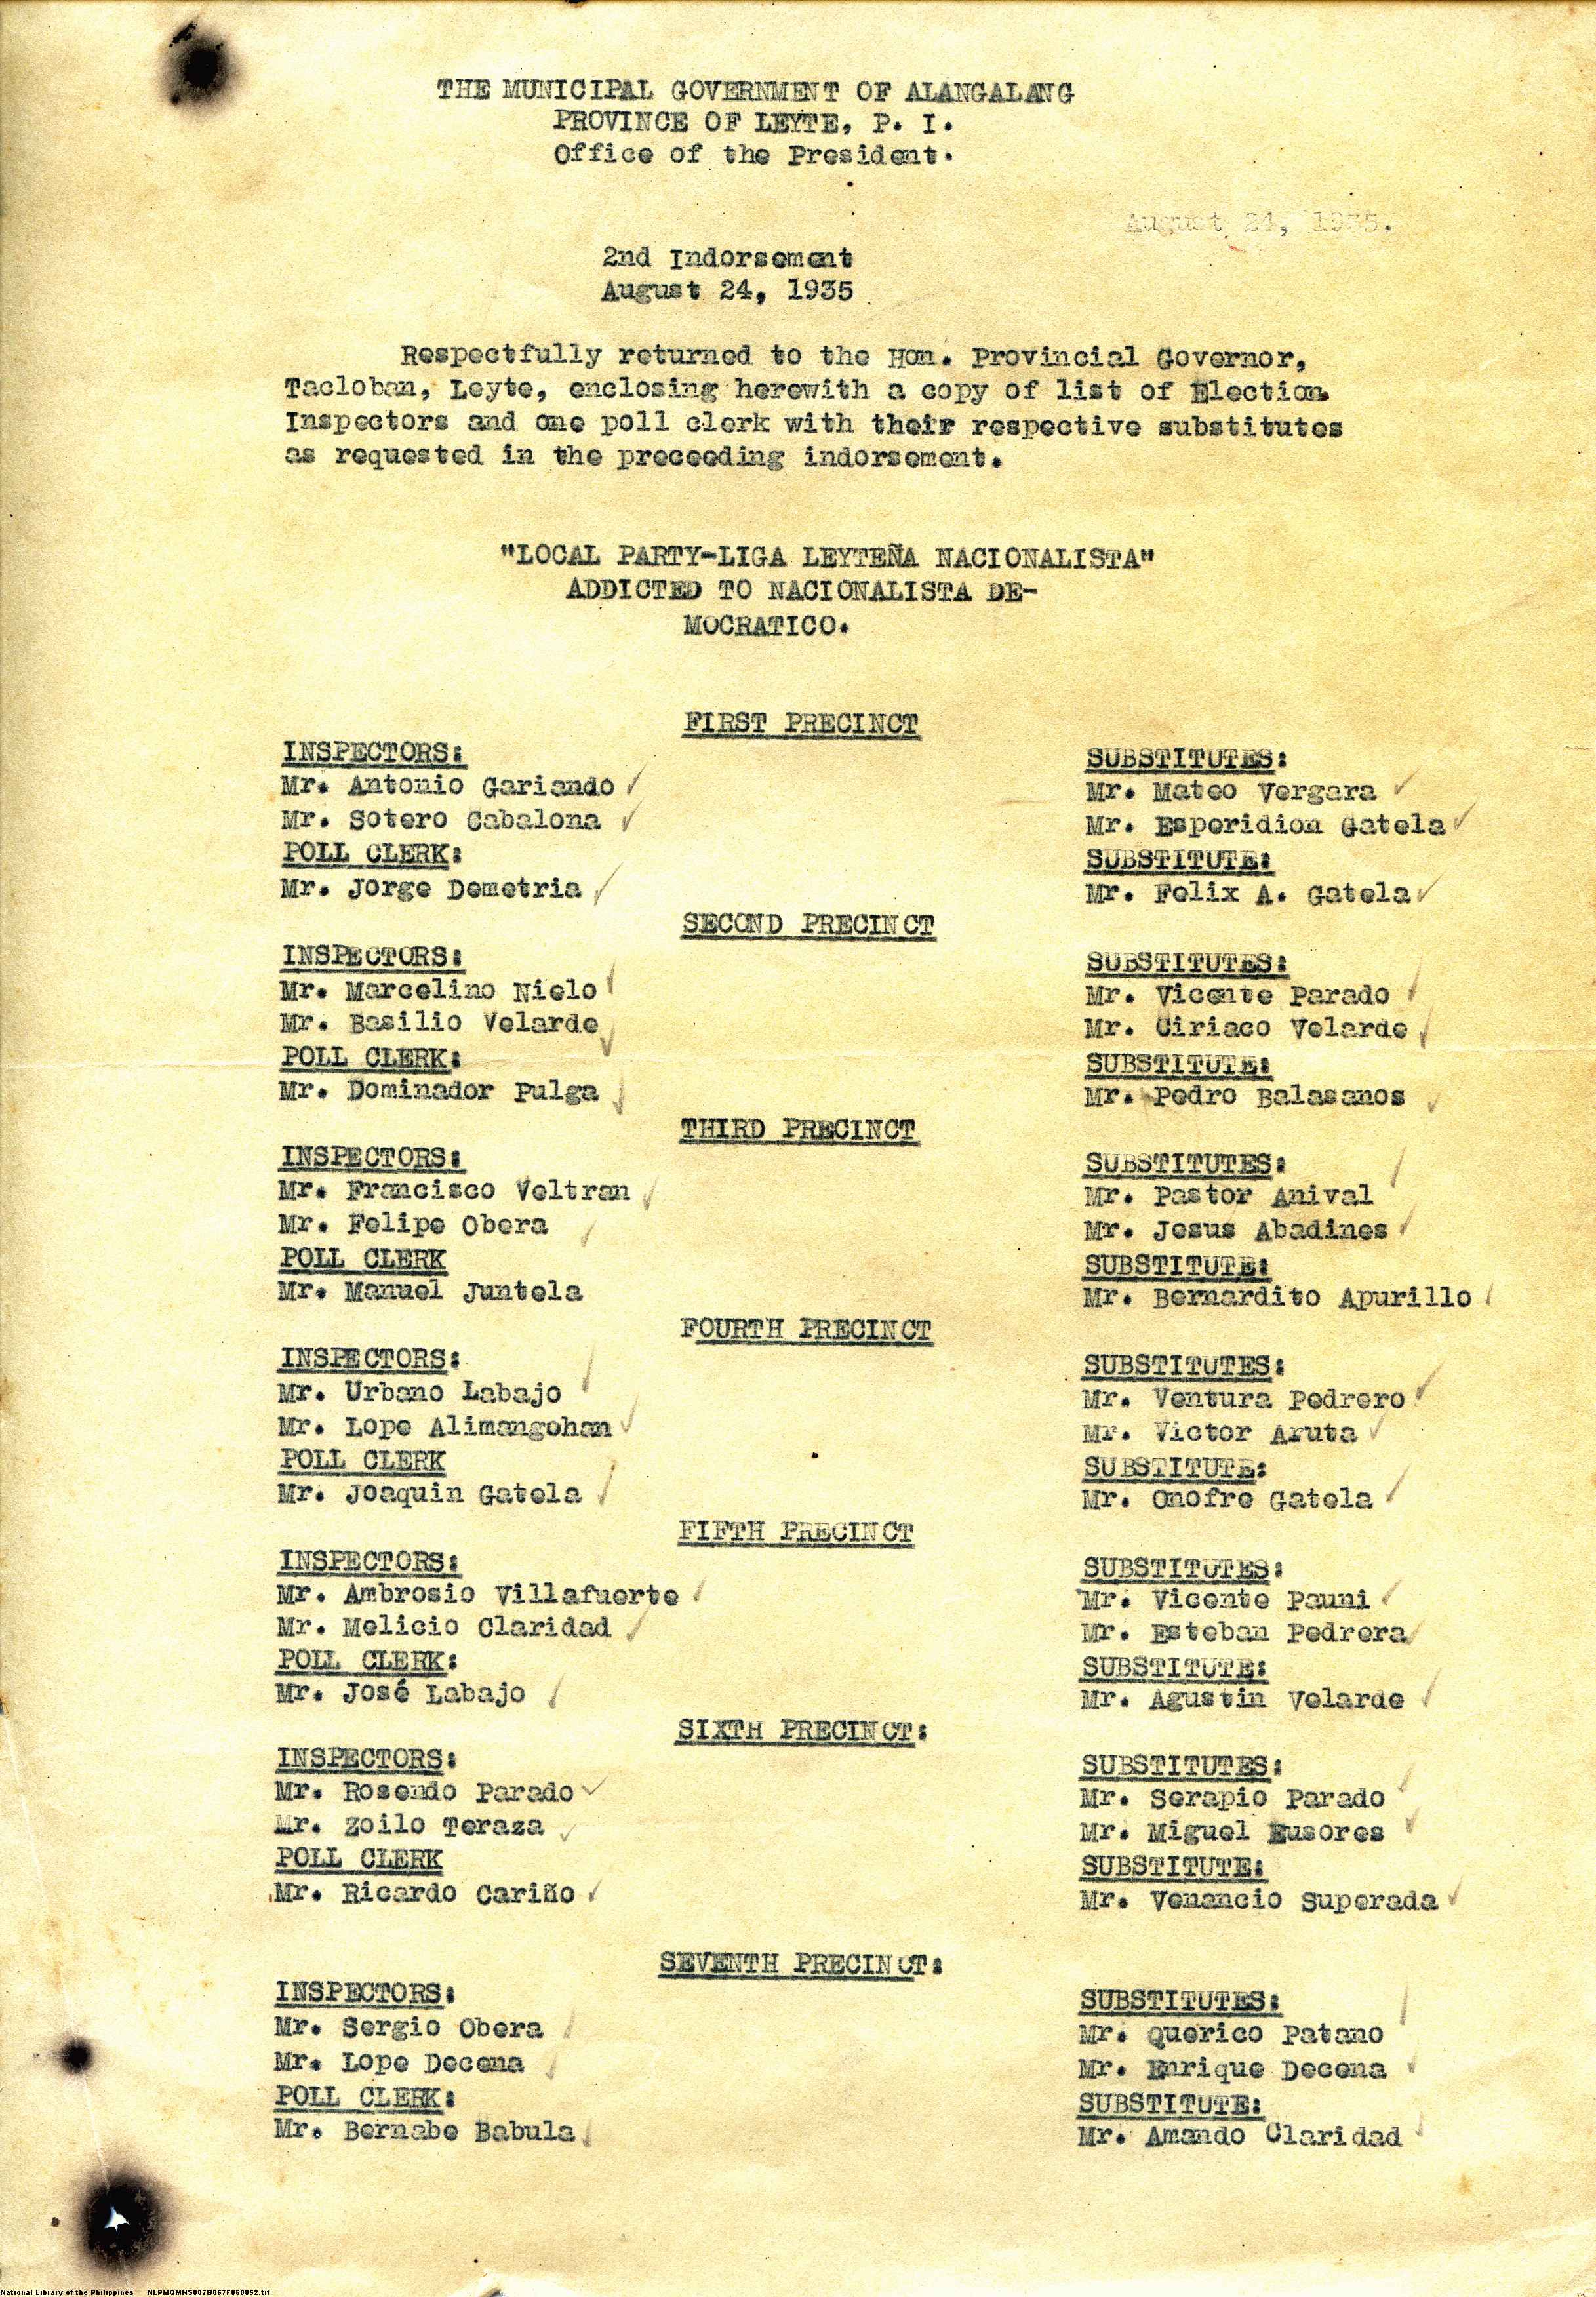 THE MUNICIPAL GOVERNMENT OF ALANGALANG
PROVINCE OF LEYTE, P. I.
Office of the President.
August 24, 1935.
2nd Indorsement
August 24, 1935
Respectfully returned to the Hon. Provincial Governor,
Tacloban, Leyte, enclosing herewith a copy of list of Election
Inspectors and one poll clerk with their respective substitutes
as requested in the preceeding indorsement.
"LOCAL PARTY-LIGA LEYTEÑA NACIONALISTA"
ADDICTED TO NACIONALISTA DE-
MOCRATICO.
FIRST PRECINCT
INSPECTORS: SUBSTITUTES:
Mr. Antonio Gariando Mr. Mateo Vergara
Mr. Sotero Cabalona Mr. Esperidion Gatela
POLL CLERK: SUBSTITUTE:
Mr. Jorge Demetria Mr. Felix A. Gatela
SECOND PRECINCT
INSPECTORS: SUBSTITUTES:
Mr. Marcelino Nielo Mr. Vicente Parado
Mr. Basilio Velarde Mr. Ciriaco Velarde
POLL CLERK: SUBSTITUTE:
Mr. Dominador Pulga Mr. Pedro Balasanos
THIRD PRECINCT
INSPECTORS: SUBSTITUTES:
Mr. Francisco Veltran Mr. Pastor Anival
Mr. Felipe Obera Mr. Jesus Abadines
POLL CLERK SUBSTITUTE:
Mr. Manuel Juntela Mr. Bernardito Apurillo
FOURTH PRECINCT
INSPECTORS: SUBSTITUTES:
Mr. Urbano Labajo Mr. Ventura Pedrero
Mr. Lope Alimangohan Mr. Victor Aruta
POLL CLERK SUBSTITUTE:
Mr. Joaquin Gatela Mr. Onofre Gatela
FIFTH PRECINCT
INSPECTORS: SUBSTITUTES:
Mr. Ambrosio Villafuerte Mr. Vicente Pauni
Mr. Melicio Claridad Mr. Esteban Pedrera
POLL CLERK: SUBSTITUTE:
Mr. José Labajo Mr. Agustin Velarde
SIXTH PRECINCT:
INSPECTORS: SUBSTITUTES:
Mr. Rosendo Parado Mr. Serapio Parado
Mr. Zoilo Teraza Mr. Miguel Eusores
POLL CLERK SUBSTITUTE:
Mr. Ricardo Cariño Mr. Venancio Superada
SEVENTH PRECINCT:
INSPECTORS: SUBSTITUTES:
Mr. Sergio Obera Mr. Querico Patano
Mr. Lope Decena Mr. Enrique Decena
POLL CLERK: SUBSTITUTE:
Mr. Bernabe Babula Mr. Amando Claridad
National Library of the Philippines NLPMQMNS007B067F060052.tif